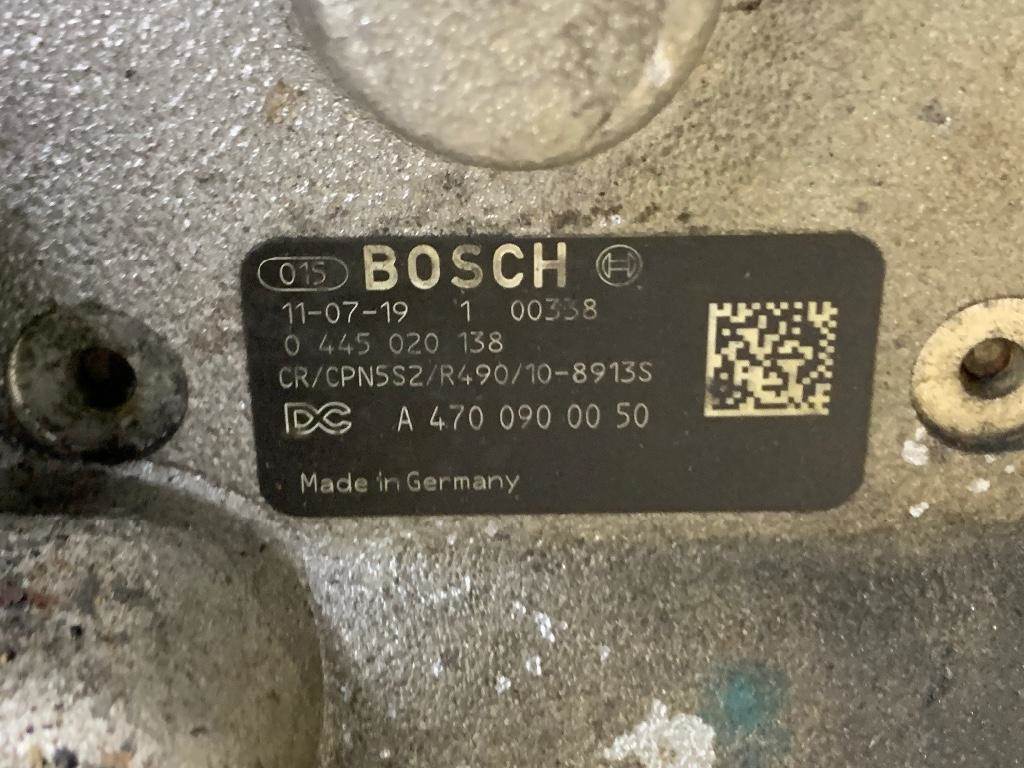 015 BOSCH
11-07-19 1 00338
0 445 020 138
CR/CPN5S2/R490/10-8913S
DC A 470 090 00 50
Made in Germany